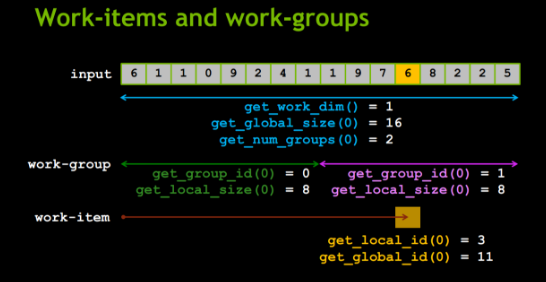 Work-items and work-groups
input 6 1 1 0 9 2 4 1 1 9 7 6 8 2 2 5
get_work_dim() = 1
get_global_size(0) = 16
get_num_groups(0) = 2
work-group
get_group_id(0) = 0 get_group_id(0) = 1
get_local_size(0) = 8 get_local_size(0) = 8
work-item
get_local_id(0) = 3
get_global_id(0) = 11